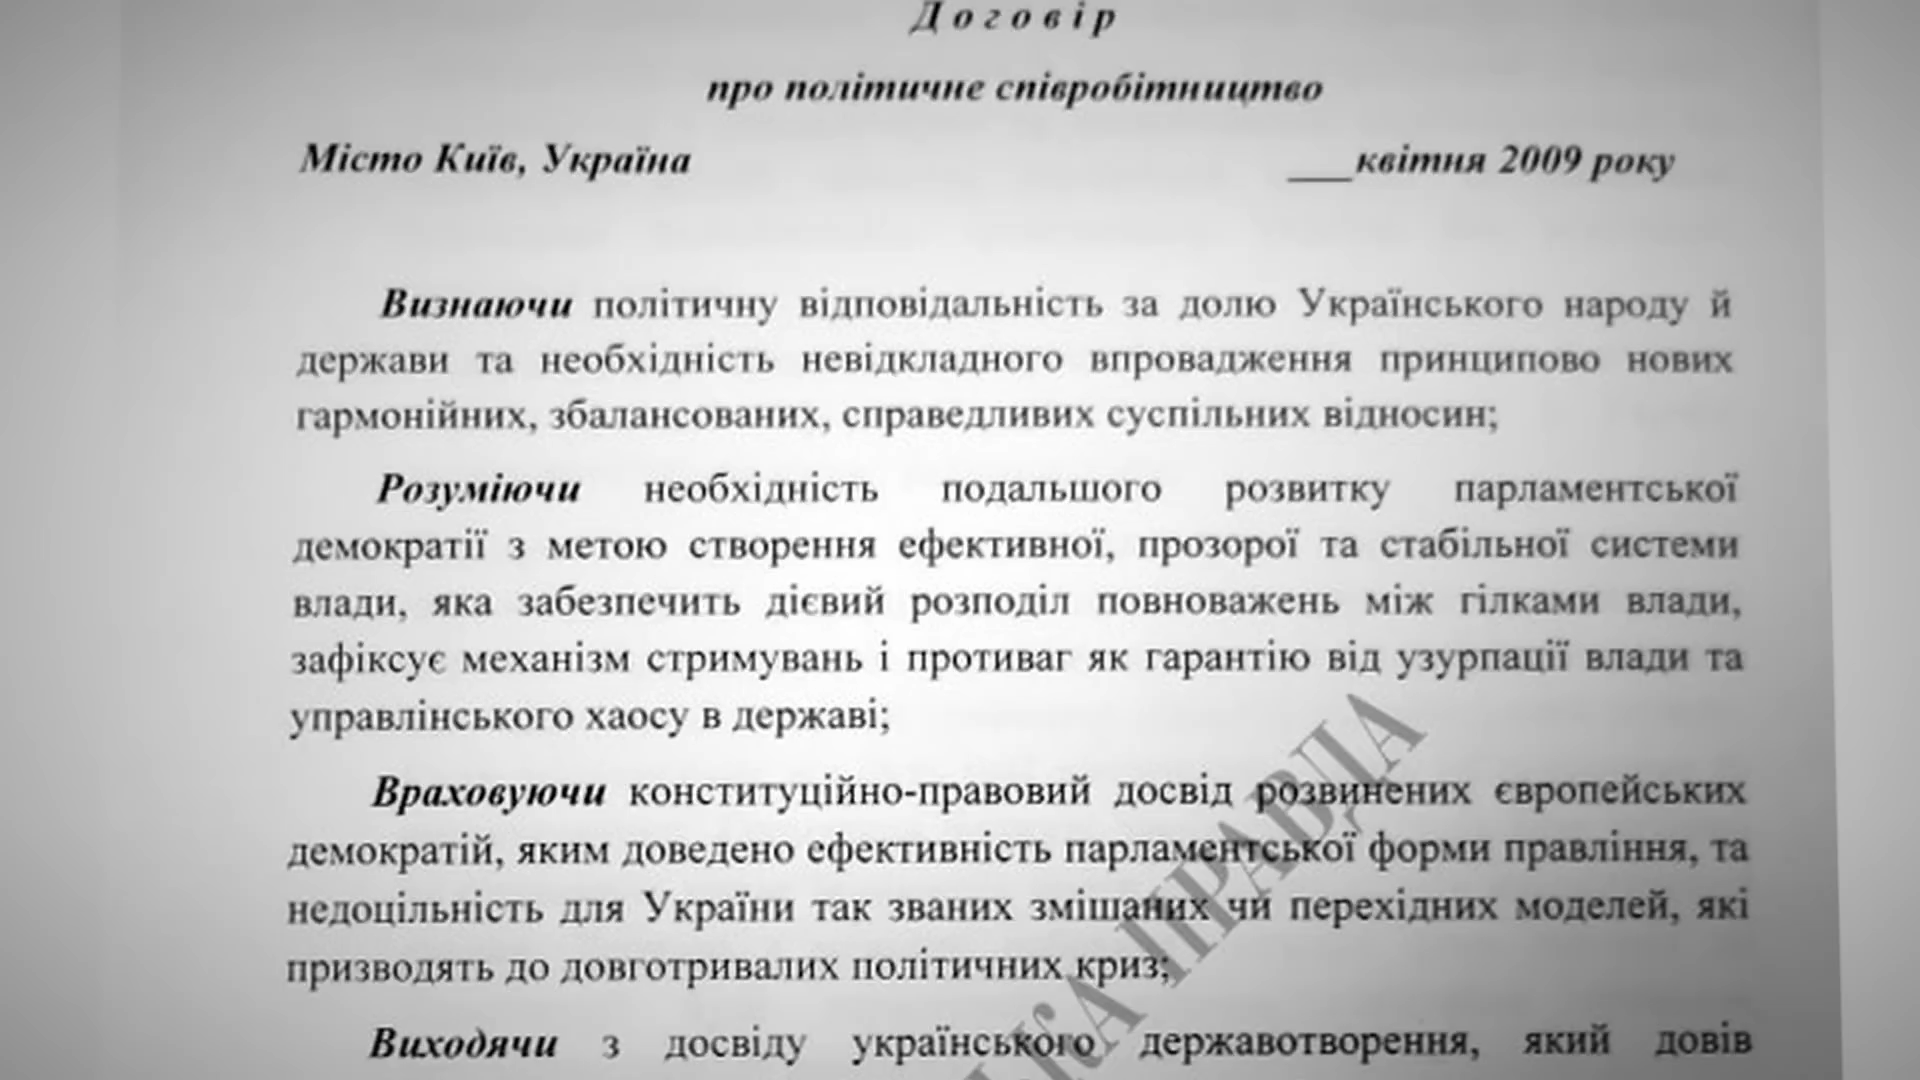 Договір
про політичне співробітництво
Місто Київ, Україна ___квітня 2009 року
Визнаючи політичну відповідальність за долю Українського народу й
держави та необхідність невідкладного впровадження принципово нових
гармонійних, збалансованих, справедливих суспільних відносин;
Розуміючи необхідність подальшого розвитку парламентської
демократії з метою створення ефективної, прозорої та стабільної системи
влади, яка забезпечить дієвий розподіл повноважень між гілками влади,
зафіксує механізм стримувань і противаг як гарантію від узурпації влади та
управлінського хаосу в державі;
Враховуючи конституційно-правовий досвід розвинених європейських
демократій, яким доведено ефективність парламентської форми правління, та
недоцільність для України так званих змішаних чи перехідних моделей, які
призводять до довготривалих політичних криз;
Виходячи з досвіду українського державотворення, який довів
КА ПРАВДА